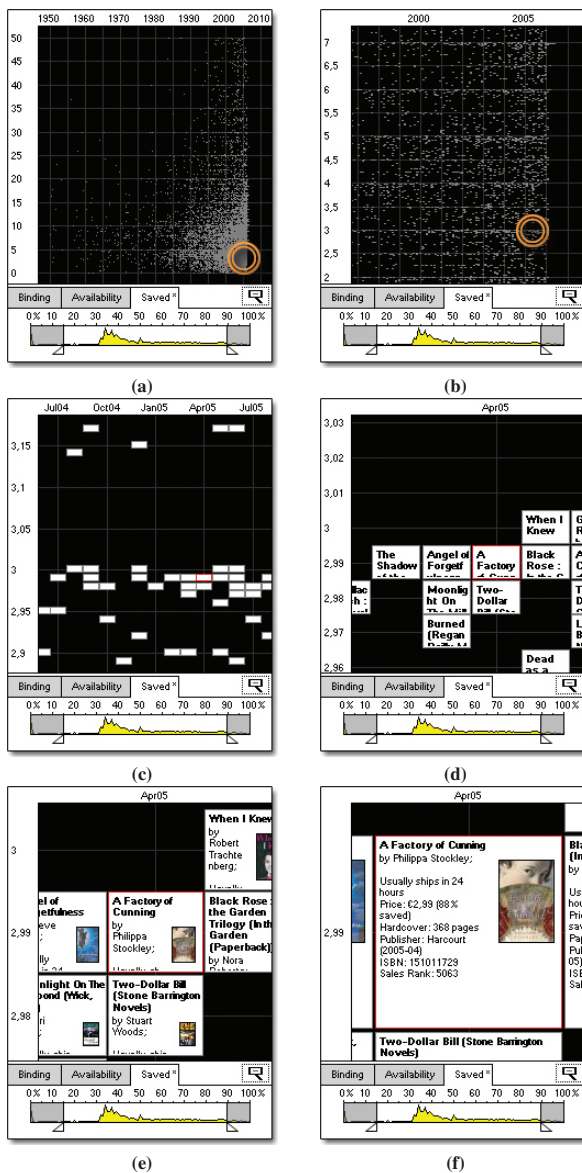 1950 1960 1970 1980 1990 2000 2010
50
45
40
35
30
25
20
15
10
5
0
Binding Availability Saved
0% 10 20 30 40 50 60 70 80 90 100%
(a)
2000 2005
7
6,5
6
5,5
5
4,5
4
3,5
3
2,5
2
Binding Availability Saved
0% 10 20 30 40 50 60 70 80 90 100%
(b)
Jul04 Oct04 Jan05 Apr05 Jul05
3,15
3,1
3,05
3
2,95
2,9
Binding Availability Saved
0% 10 20 30 40 50 60 70 80 90 100%
(c)
Apr05
3,03
3,02
3,01
3
2,99
2,98
2,97
2,96
When I
Knew
The
Shadow
Angel of
Forgetf
A
Factory
Black
Rose :
Moonlig
ht On
Two-
Dollar
Burned
(Regan
Dead
as a
Binding Availability Saved
0% 10 20 30 40 50 60 70 80 90 100%
(d)
Apr05
3
2,99
2,98
When I Knew
by
Robert
Trachte
nberg;
el of
getfulness
A Factory of
Cunning
by
Philippa
Stockley;
Black Rose :
the Garden
Trilogy (In th
Garden
(Paperback)
by Nora
nlight On The
ond (Wick,
Two-Dollar Bill
(Stone Barrington
Novels)
by Stuart
Woods;
Binding Availability Saved
0% 10 20 30 40 50 60 70 80 90 100%
(e)
Apr05
2,99
A Factory of Cunning
by Philippa Stockley;
Usually ships in 24
hours
Price: £2,99 (88%
saved)
Hardcover: 368 pages
Publisher: Harcourt
(2005-04)
ISBN: 151011729
Sales Rank: 5063
Two-Dollar Bill (Stone Barrington
Novels)
Binding Availability Saved
0% 10 20 30 40 50 60 70 80 90 100%
(f)